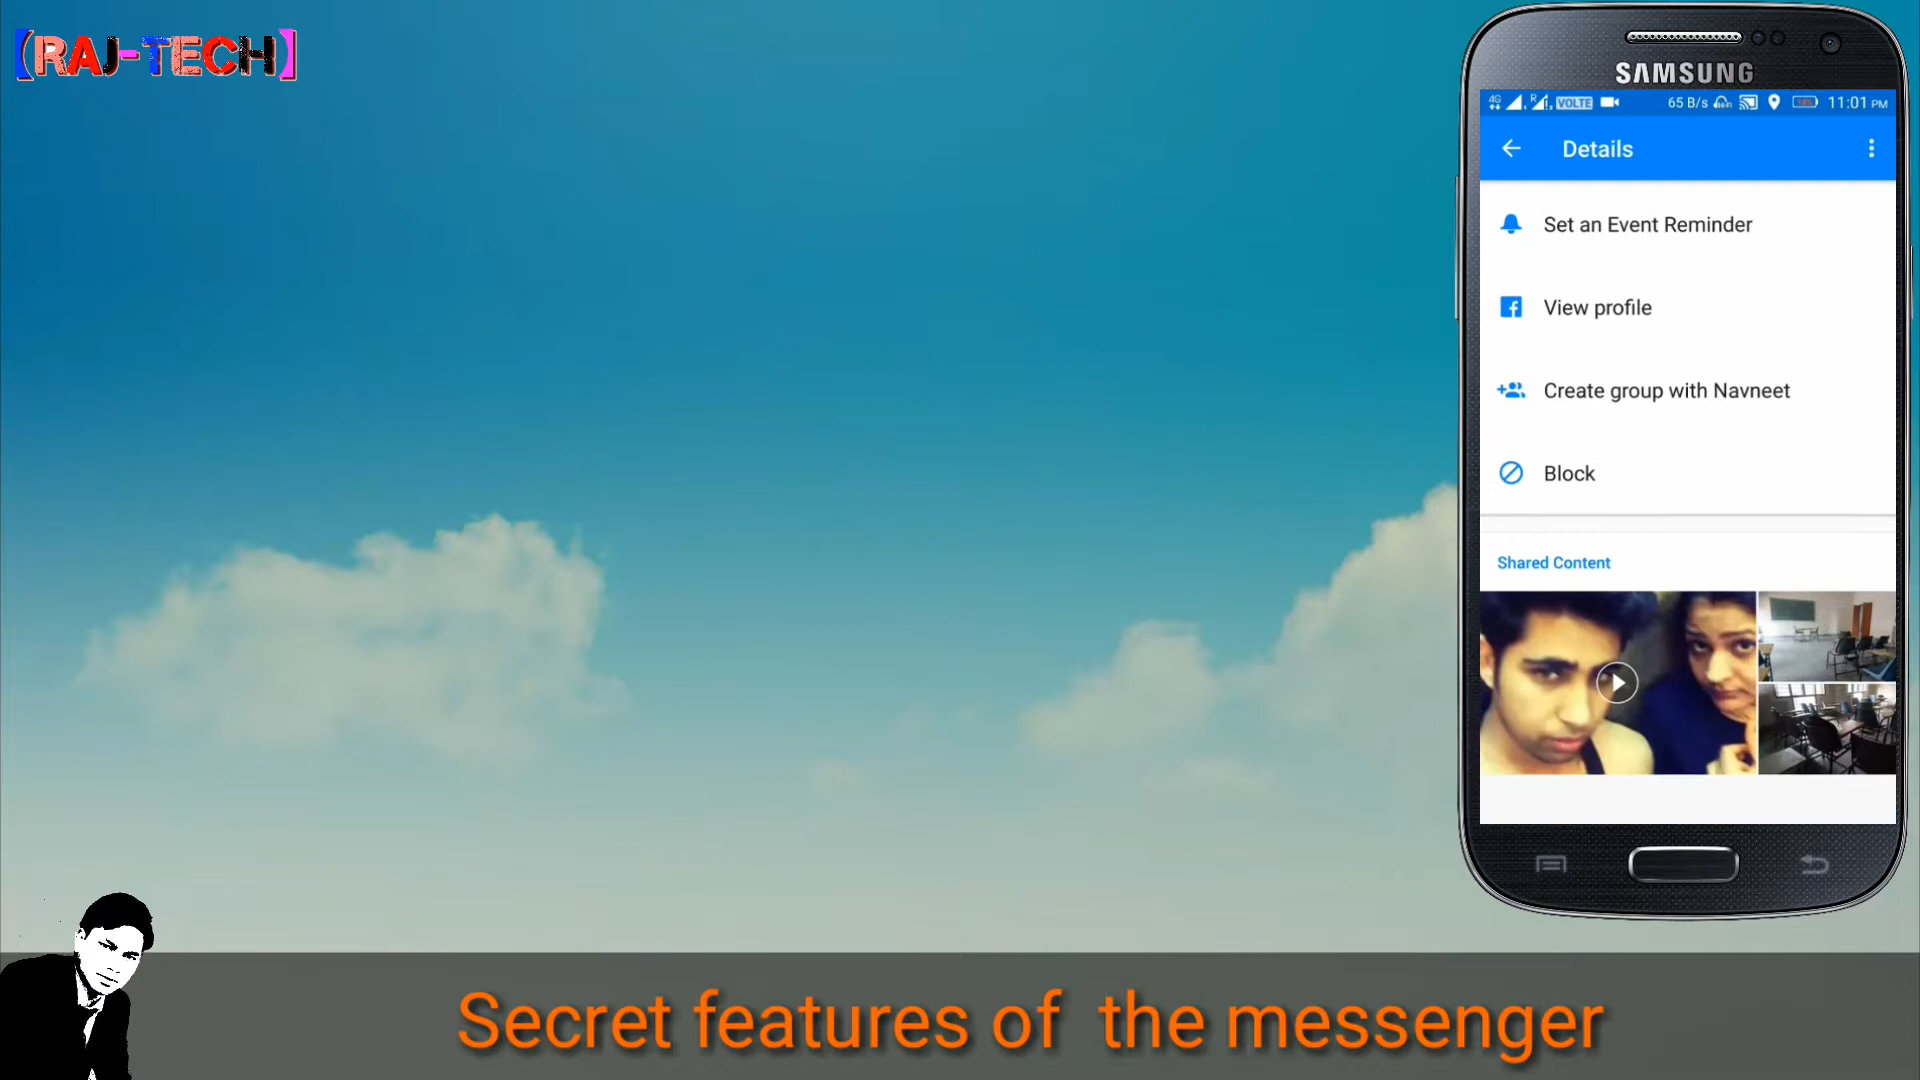 【RAJ-TECH】
SAMSUNG
4G R VOLTE 65 B/s 11:01 PM
Details
Set an Event Reminder
View profile
Create group with Navneet
Block
Shared Content
Secret features of the messenger